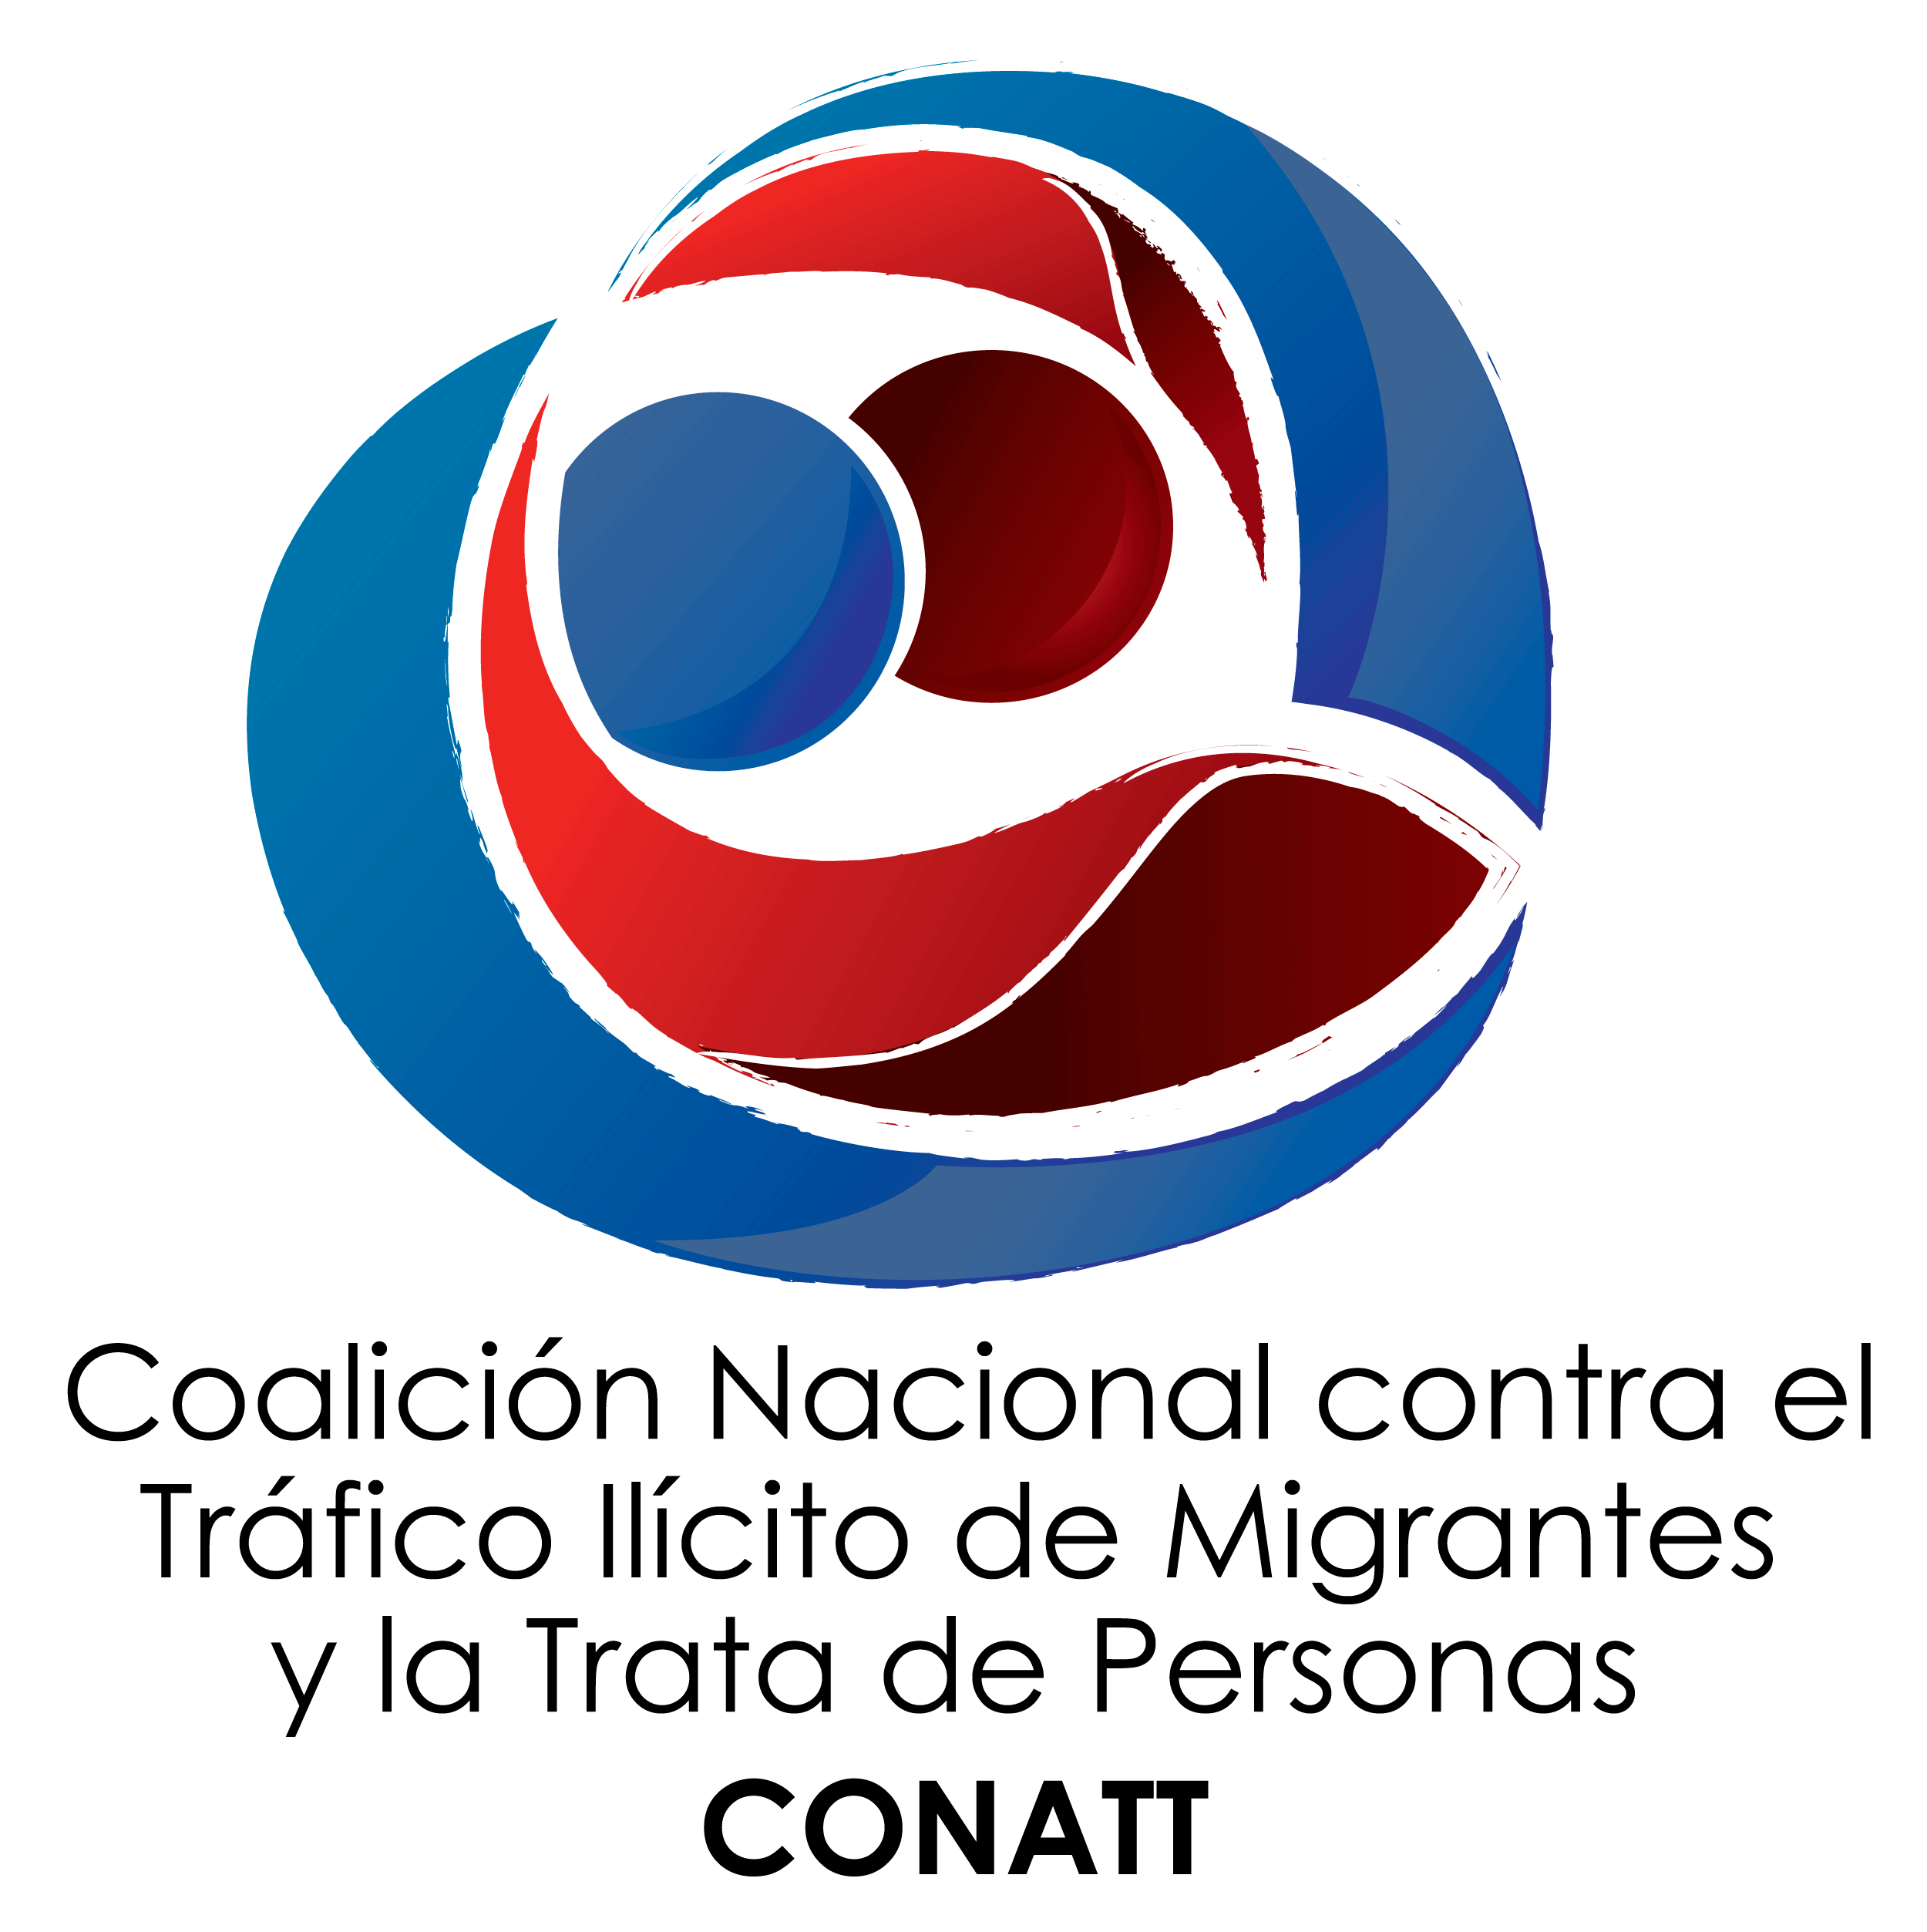 Coalición Nacional contra el
Tráfico Ilícito de Migrantes
y la Trata de Personas
CONATT